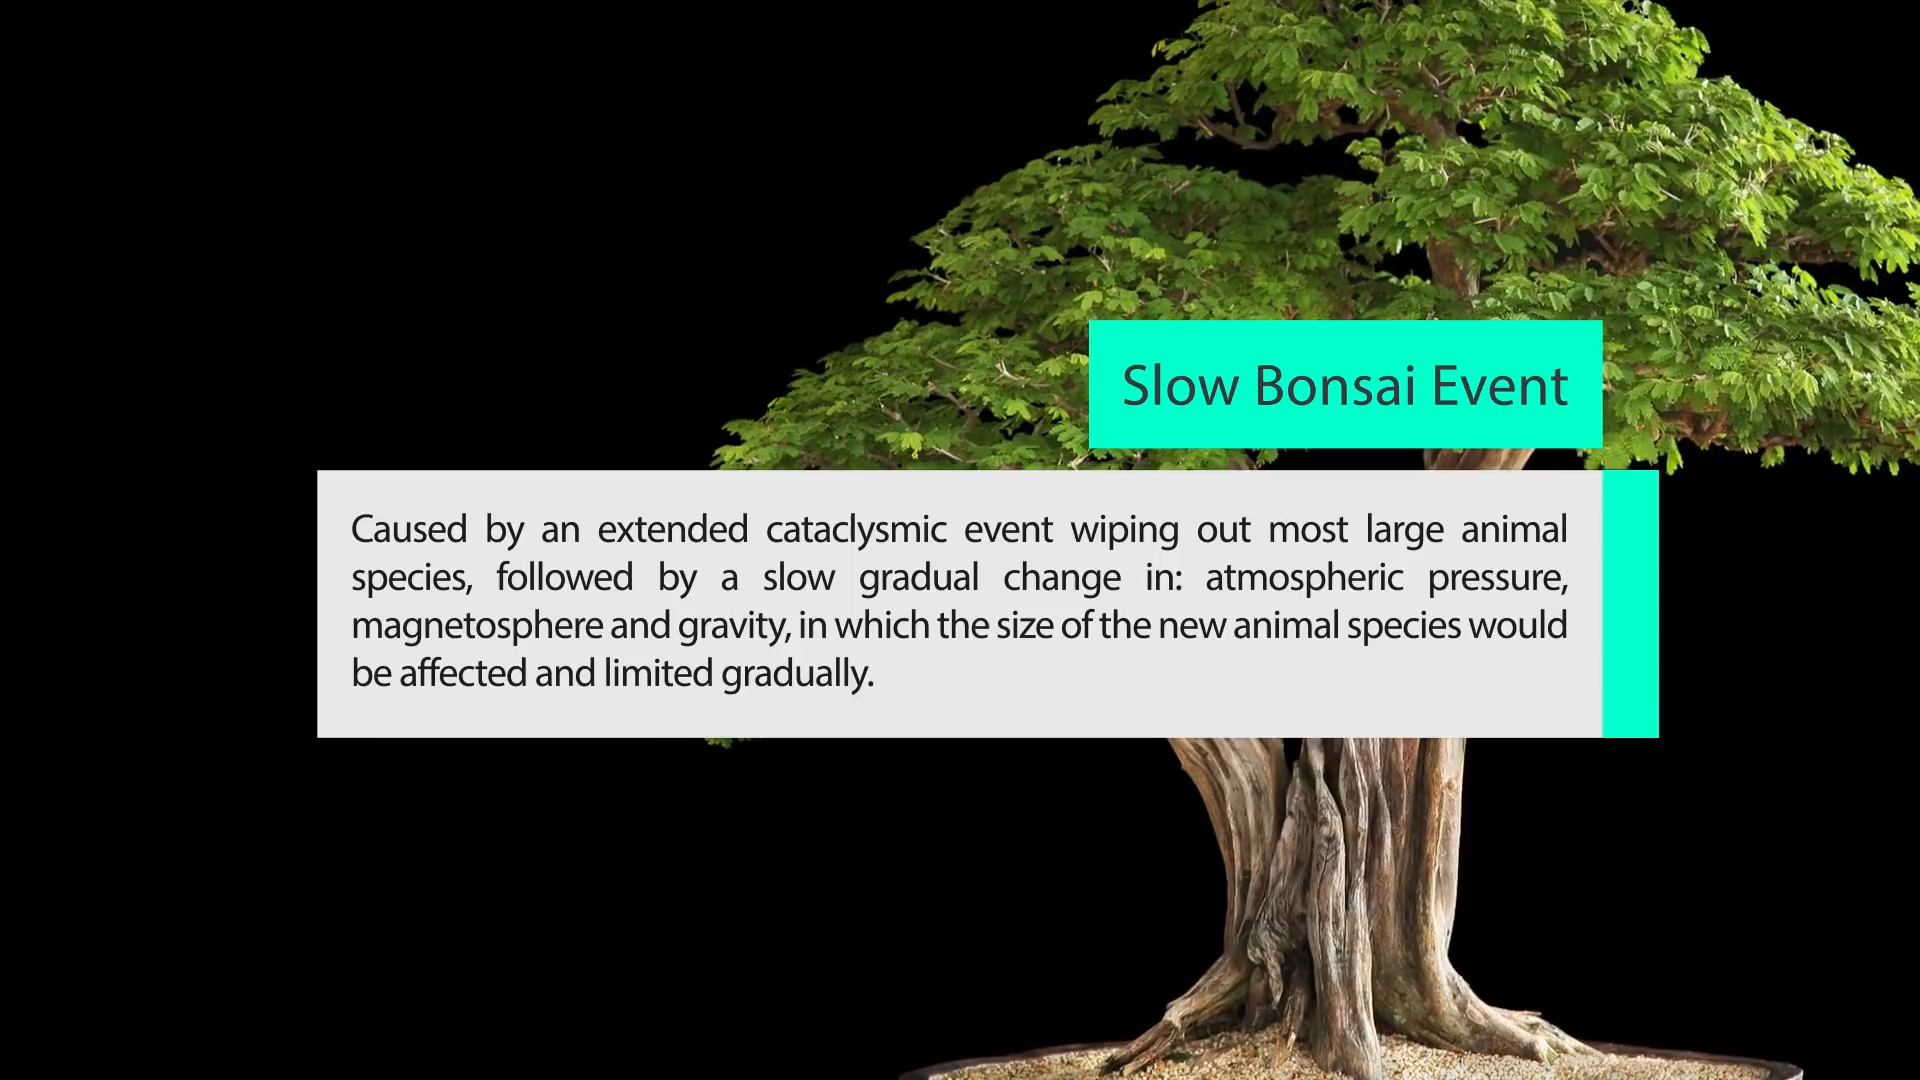 Slow Bonsai Event
Caused by an extended cataclysmic event wiping out most large animal
species, followed by a slow gradual change in: atmospheric pressure,
magnetosphere and gravity, in which the size of the new animal species would
be affected and limited gradually.